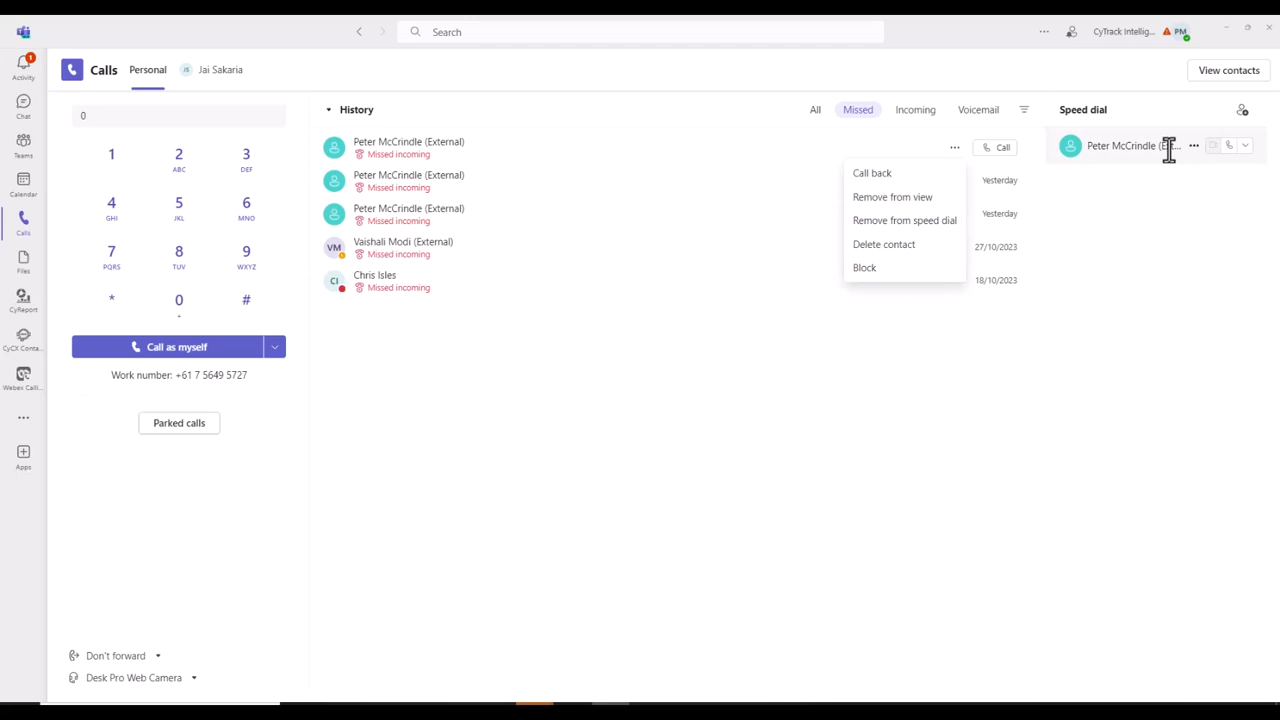 Search
CyTrack Intellig...
PM
1
Activity
Chat
Teams
Calendar
Calls
Files
CyReport
CyCX Conta...
Webex Calli...
Apps
Calls
Personal
JS
Jai Sakaria
View contacts
0
1
2
ABC
3
DEF
4
GHI
5
JKL
6
MNO
7
PQRS
8
TUV
9
WXYZ
*
0
+
#
Call as myself
Work number: +61 7 5649 5727
Parked calls
Don't forward
Desk Pro Web Camera
History
All
Missed
Incoming
Voicemail
Peter McCrindle (External)
Missed incoming
Call
Peter McCrindle (External)
Missed incoming
Yesterday
Peter McCrindle (External)
Missed incoming
Yesterday
VM
Vaishali Modi (External)
Missed incoming
27/10/2023
CI
Chris Isles
Missed incoming
18/10/2023
Call back
Remove from view
Remove from speed dial
Delete contact
Block
Speed dial
Peter McCrindle